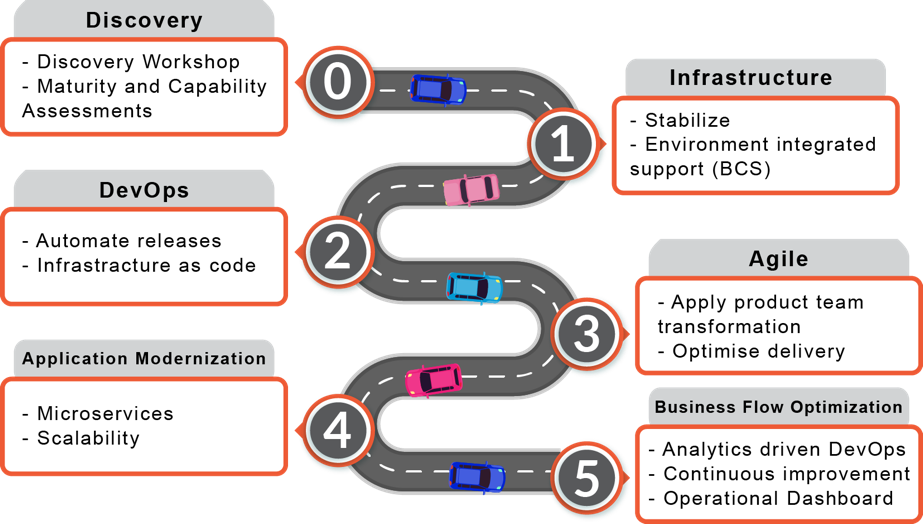 Discovery
- Discovery Workshop
- Maturity and Capability
Assessments
0
Infrastructure
- Stabilize
- Environment integrated
support (BCS)
1
DevOps
- Automate releases
- Infrastracture as code
2
Agile
- Apply product team
transformation
- Optimise delivery
3
Application Modernization
- Microservices
- Scalability
4
Business Flow Optimization
- Analytics driven DevOps
- Continuous improvement
- Operational Dashboard
5